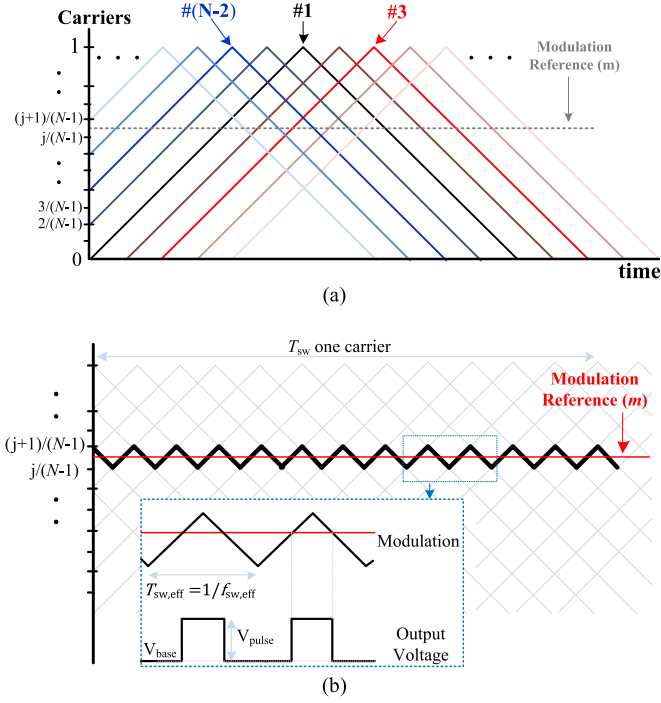 Carriers
#(N-2)
#1
#3
1
Modulation
Reference (m)
(j+1)/(N-1)
j/(N-1)
3/(N-1)
2/(N-1)
0
time
(a)
Tsw one carrier
Modulation
Reference (m)
(j+1)/(N-1)
j/(N-1)
Modulation
Tsw,eff =1/fsw,eff
Vbase
Vpulse
Output
Voltage
(b)